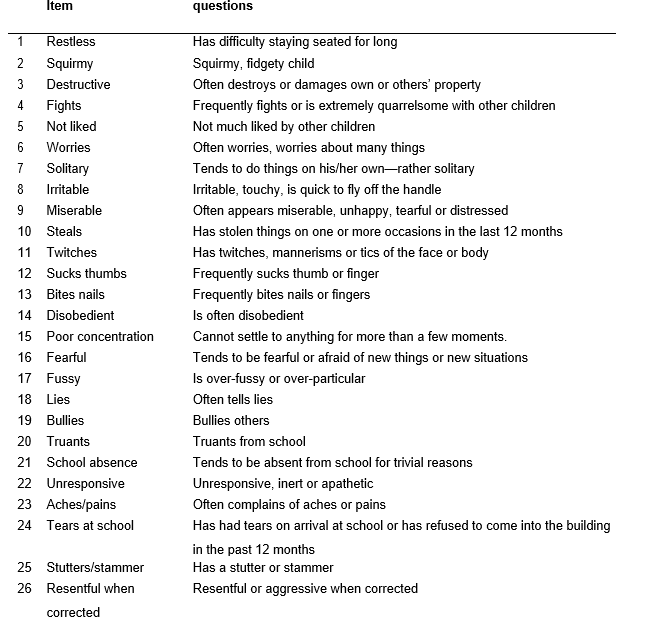 Item questions
1 Restless Has difficulty staying seated for long
2 Squirmy Squirmy, fidgety child
3 Destructive Often destroys or damages own or others' property
4 Fights Frequently fights or is extremely quarrelsome with other children
5 Not liked Not much liked by other children
6 Worries Often worries, worries about many things
7 Solitary Tends to do things on his/her own—rather solitary
8 Irritable Irritable, touchy, is quick to fly off the handle
9 Miserable Often appears miserable, unhappy, tearful or distressed
10 Steals Has stolen things on one or more occasions in the last 12 months
11 Twitches Has twitches, mannerisms or tics of the face or body
12 Sucks thumbs Frequently sucks thumb or finger
13 Bites nails Frequently bites nails or fingers
14 Disobedient Is often disobedient
15 Poor concentration Cannot settle to anything for more than a few moments.
16 Fearful Tends to be fearful or afraid of new things or new situations
17 Fussy Is over-fussy or over-particular
18 Lies Often tells lies
19 Bullies Bullies others
20 Truants Truants from school
21 School absence Tends to be absent from school for trivial reasons
22 Unresponsive Unresponsive, inert or apathetic
23 Aches/pains Often complains of aches or pains
24 Tears at school Has had tears on arrival at school or has refused to come into the building
in the past 12 months
25 Stutters/stammer Has a stutter or stammer
26 Resentful when Resentful or aggressive when corrected
corrected